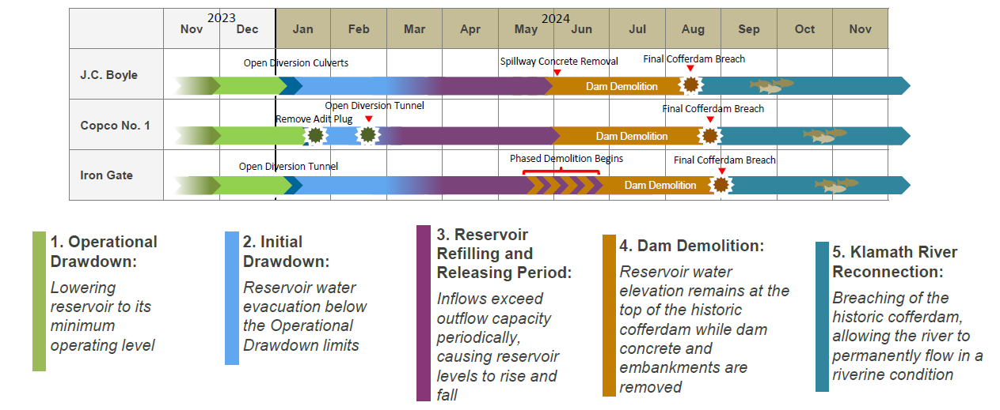 2023
2024
Nov
Dec
Jan
Feb
Mar
Apr
May
Jun
Jul
Aug
Sep
Oct
Nov
J.C. Boyle
Open Diversion Culverts
Spillway Concrete Removal
Final Cofferdam Breach
Dam Demolition
Copco No. 1
Remove Adit Plug
Open Diversion Tunnel
Final Cofferdam Breach
Dam Demolition
Iron Gate
Open Diversion Tunnel
Phased Demolition Begins
Final Cofferdam Breach
Dam Demolition
1. Operational
Drawdown:
Lowering
reservoir to its
minimum
operating level
2. Initial
Drawdown:
Reservoir water
evacuation below
the Operational
Drawdown limits
3. Reservoir
Refilling and
Releasing Period:
Inflows exceed
outflow capacity
periodically,
causing reservoir
levels to rise and
fall
4. Dam Demolition:
Reservoir water
elevation remains at the
top of the historic
cofferdam while dam
concrete and
embankments are
removed
5. Klamath River
Reconnection:
Breaching of the
historic cofferdam,
allowing the river to
permanently flow in a
riverine condition